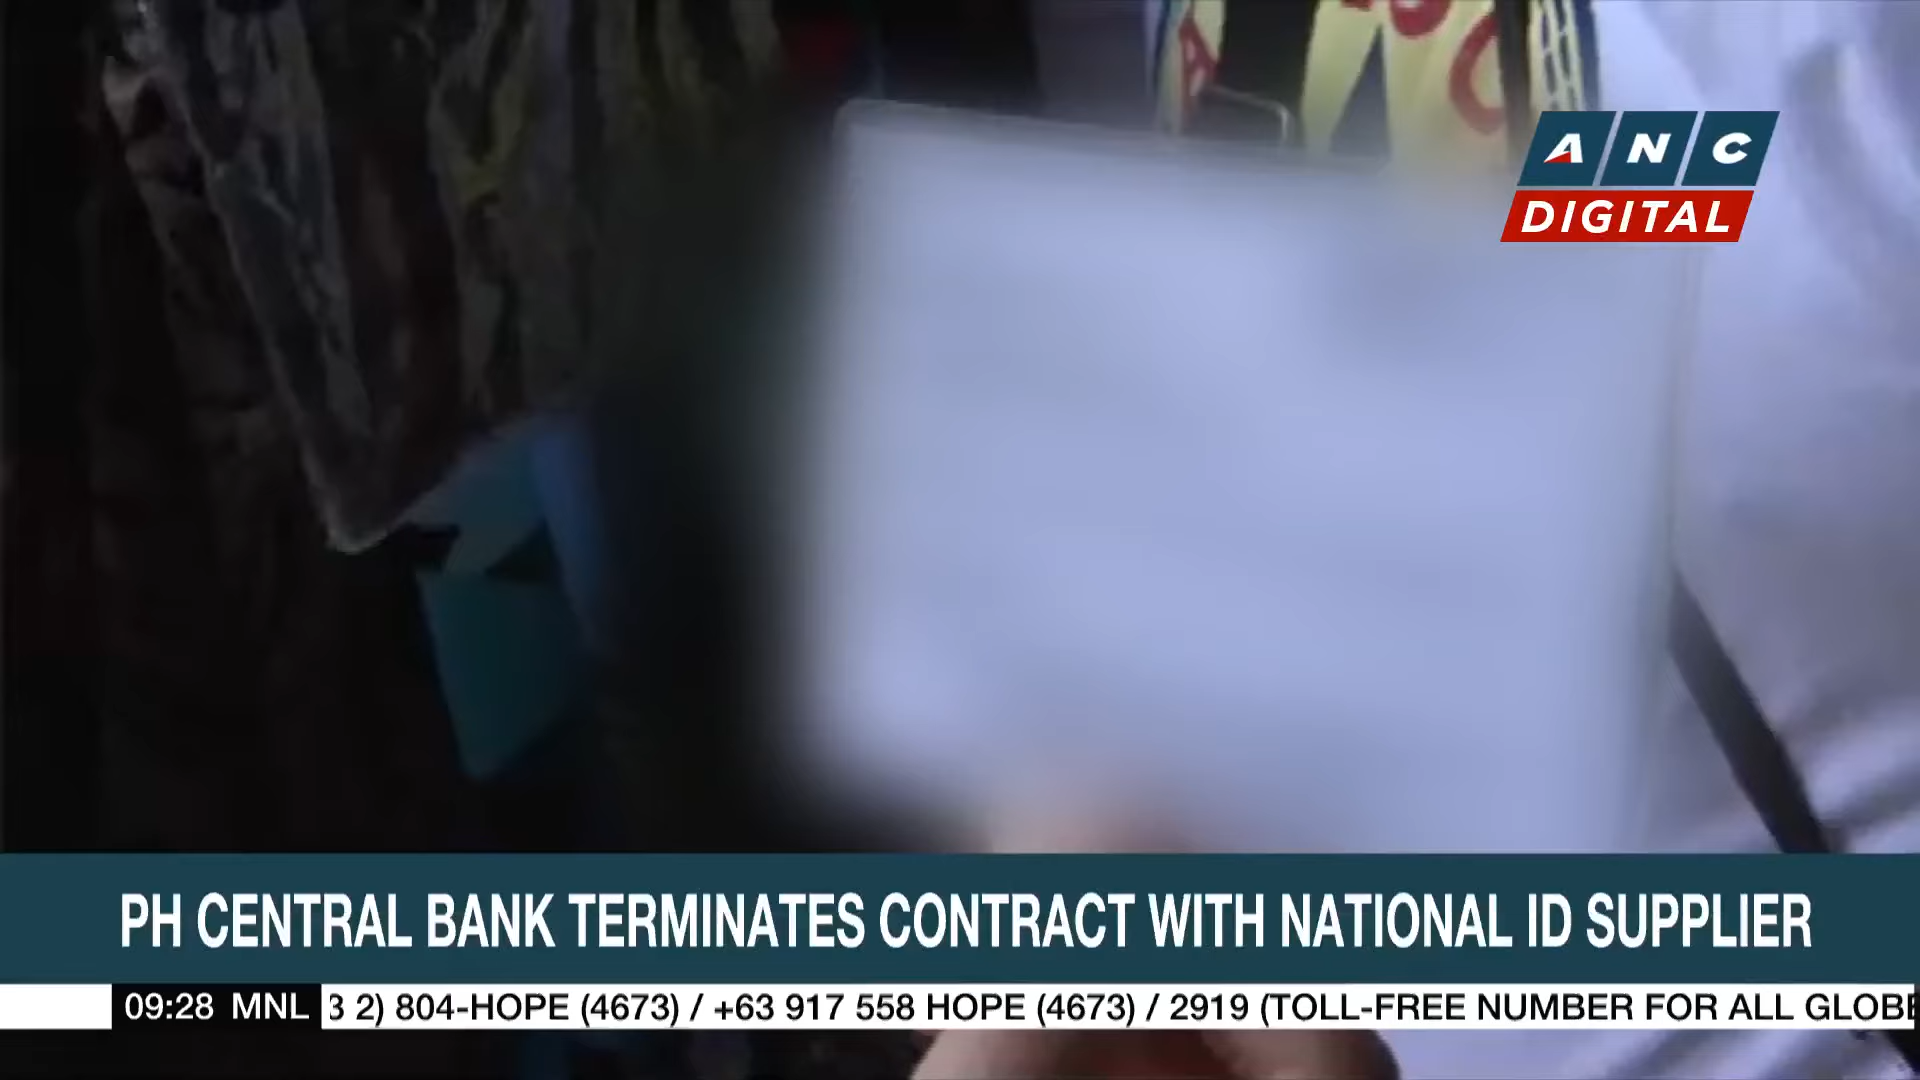 ANC
DIGITAL
PH CENTRAL BANK TERMINATES CONTRACT WITH NATIONAL ID SUPPLIER
09:28 MNL
2) 804-HOPE (4673) / +63 917 558 HOPE (4673) / 2919 (TOLL-FREE NUMBER FOR ALL